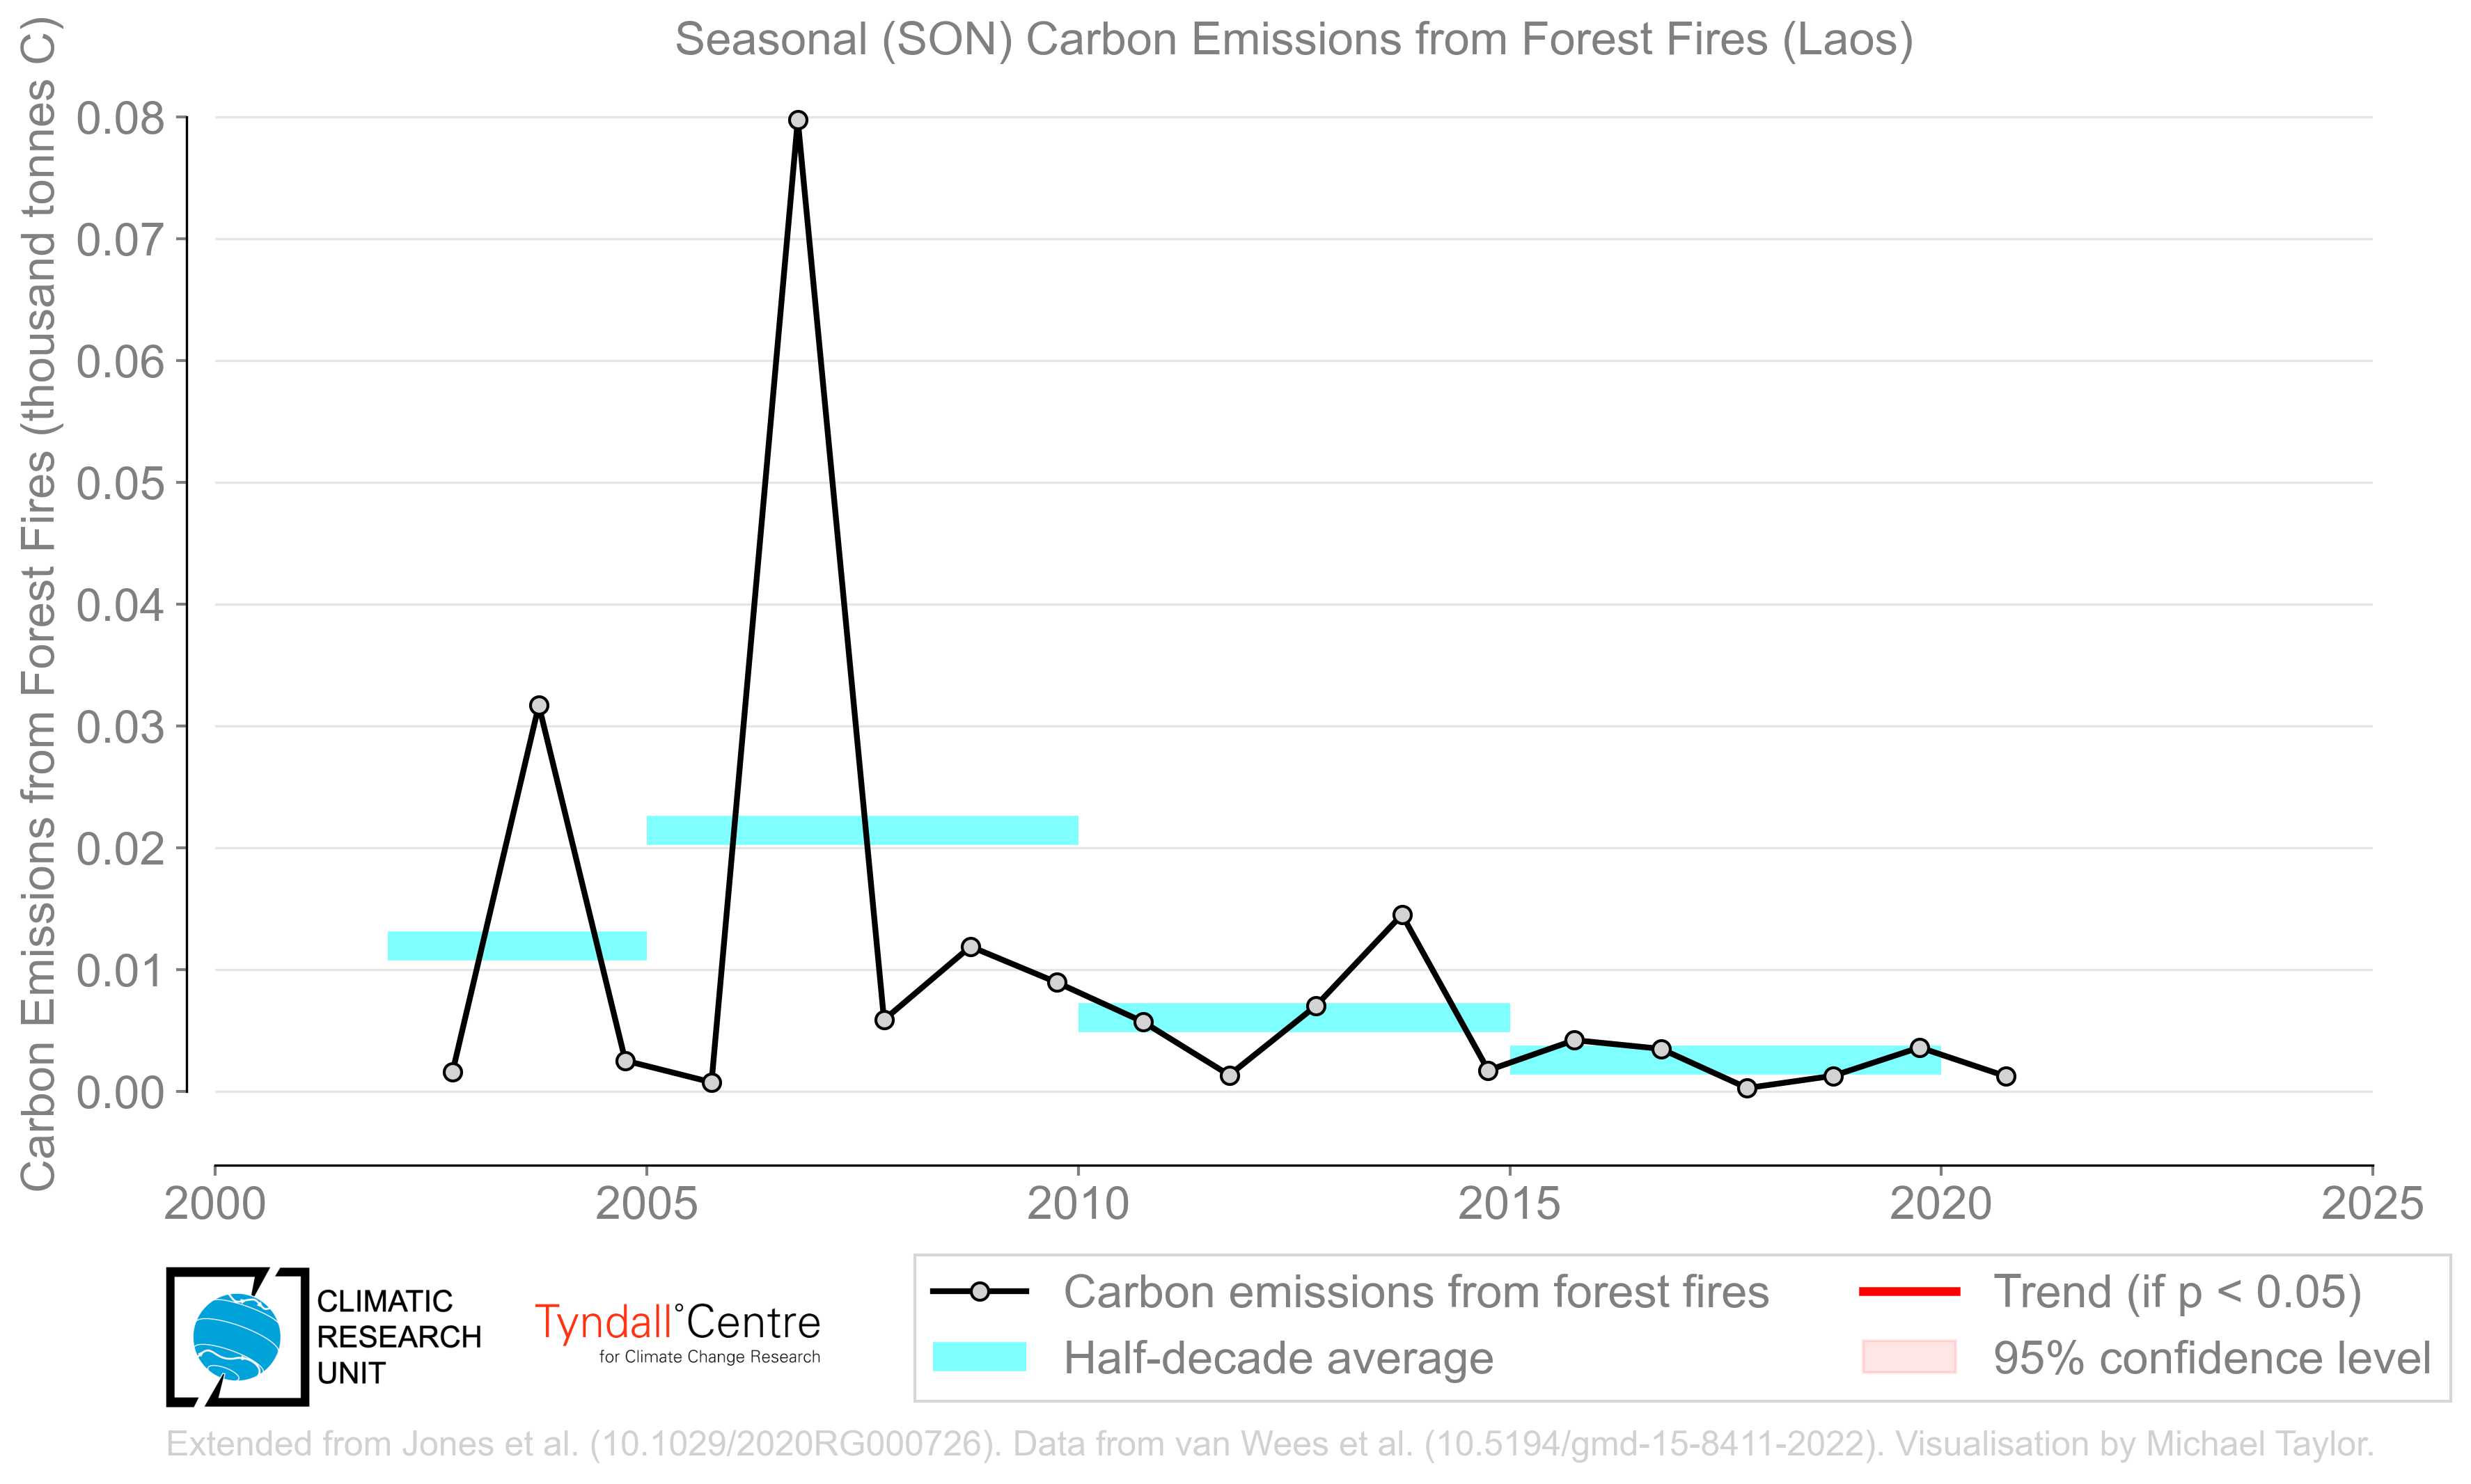 Seasonal (SON) Carbon Emissions from Forest Fires (Laos)
Carbon Emissions from Forest Fires (thousand tonnes C)
0.08
0.07
0.06
0.05
0.04
0.03
0.02
0.01
0.00
2000 2005 2010 2015 2020 2025
CLIMATIC
RESEARCH
UNIT
Tyndall°Centre
for Climate Change Research
Carbon emissions from forest fires
Half-decade average
Trend (if p < 0.05)
95% confidence level
Extended from Jones et al. (10.1029/2020RG000726). Data from van Wees et al. (10.5194/gmd-15-8411-2022). Visualisation by Michael Taylor.